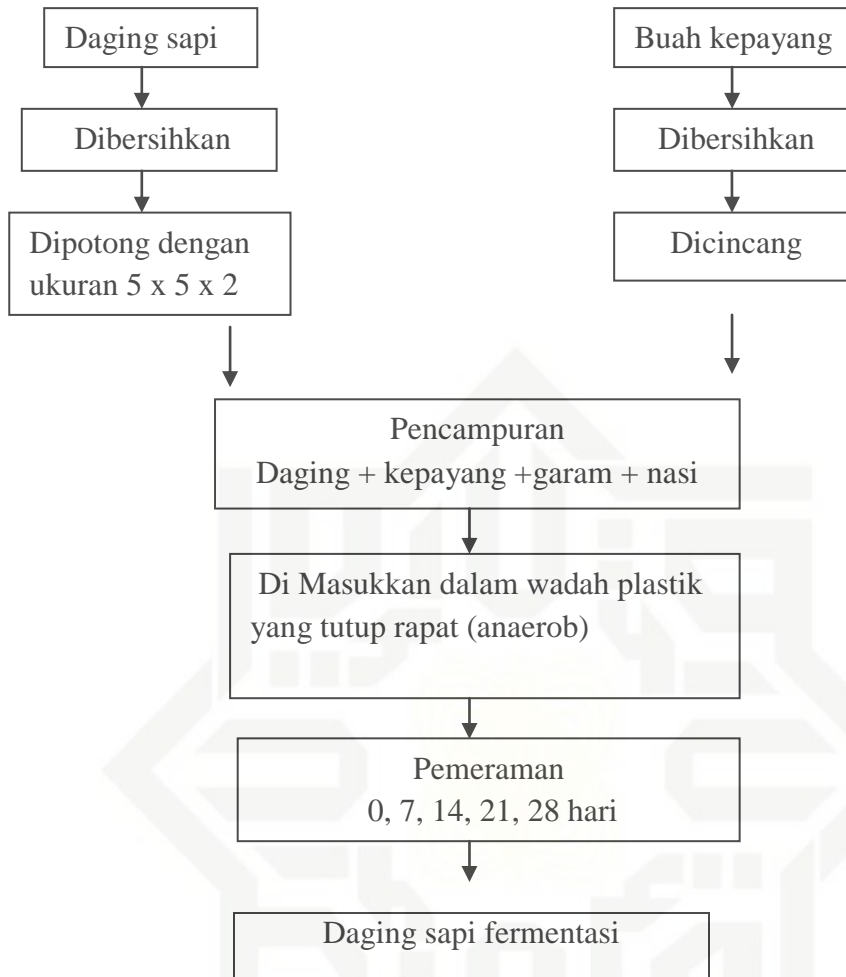 Daging sapi
Buah kepayang
Dibersihkan
Dibersihkan
Dipotong dengan
ukuran 5 x 5 x 2
Dicincang
Pencampuran
Daging + kepayang +garam + nasi
Di Masukkan dalam wadah plastik
yang tutup rapat (anaerob)
Pemeraman
0, 7, 14, 21, 28 hari
Daging sapi fermentasi